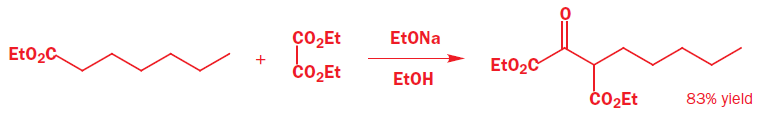 EtO₂C
+
CO₂Et
CO₂Et
EtONa
EtOH
O
EtO₂C
CO₂Et
83% yield